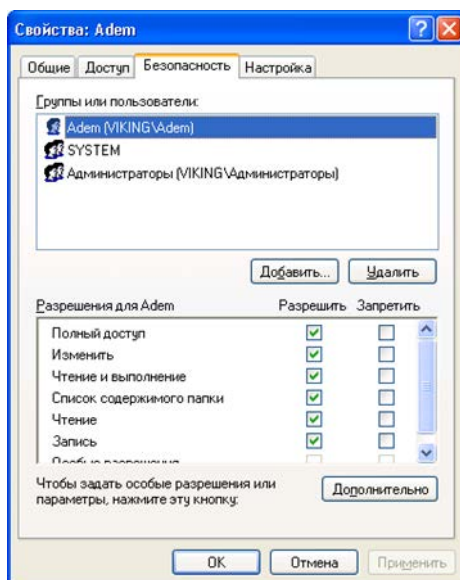 Свойства: Adem
Общие Доступ Безопасность Настройка
Группы или пользователи:
Adem (VIKING\Adem)
SYSTEM
Администраторы (VIKING\Администраторы)
Добавить... Удалить
Разрешения для Adem Разрешить Запретить
Полный доступ
Изменить
Чтение и выполнение
Список содержимого папки
Чтение
Запись
Особые разрешения
Чтобы задать особые разрешения или
параметры, нажмите эту кнопку: Дополнительно
OK Отмена Применить